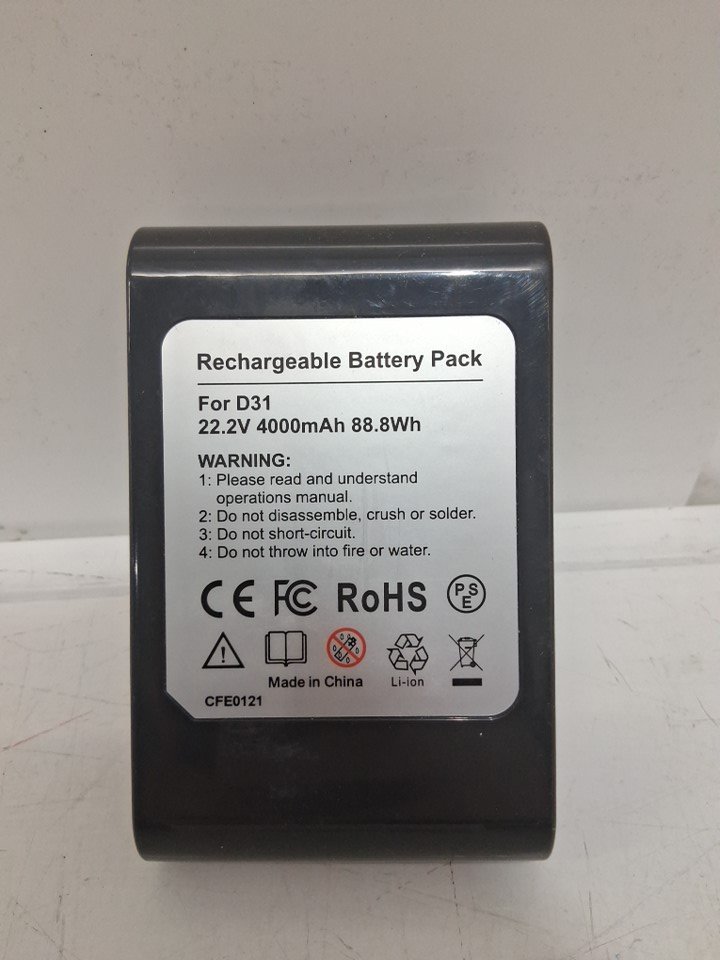 Rechargeable Battery Pack
For D31
22.2V 4000mAh 88.8Wh
WARNING:
1: Please read and understand
operations manual.
2: Do not disassemble, crush or solder.
3: Do not short-circuit.
4: Do not throw into fire or water.
CE FC RoHS PSE
Made in China Li-ion
CFE0121